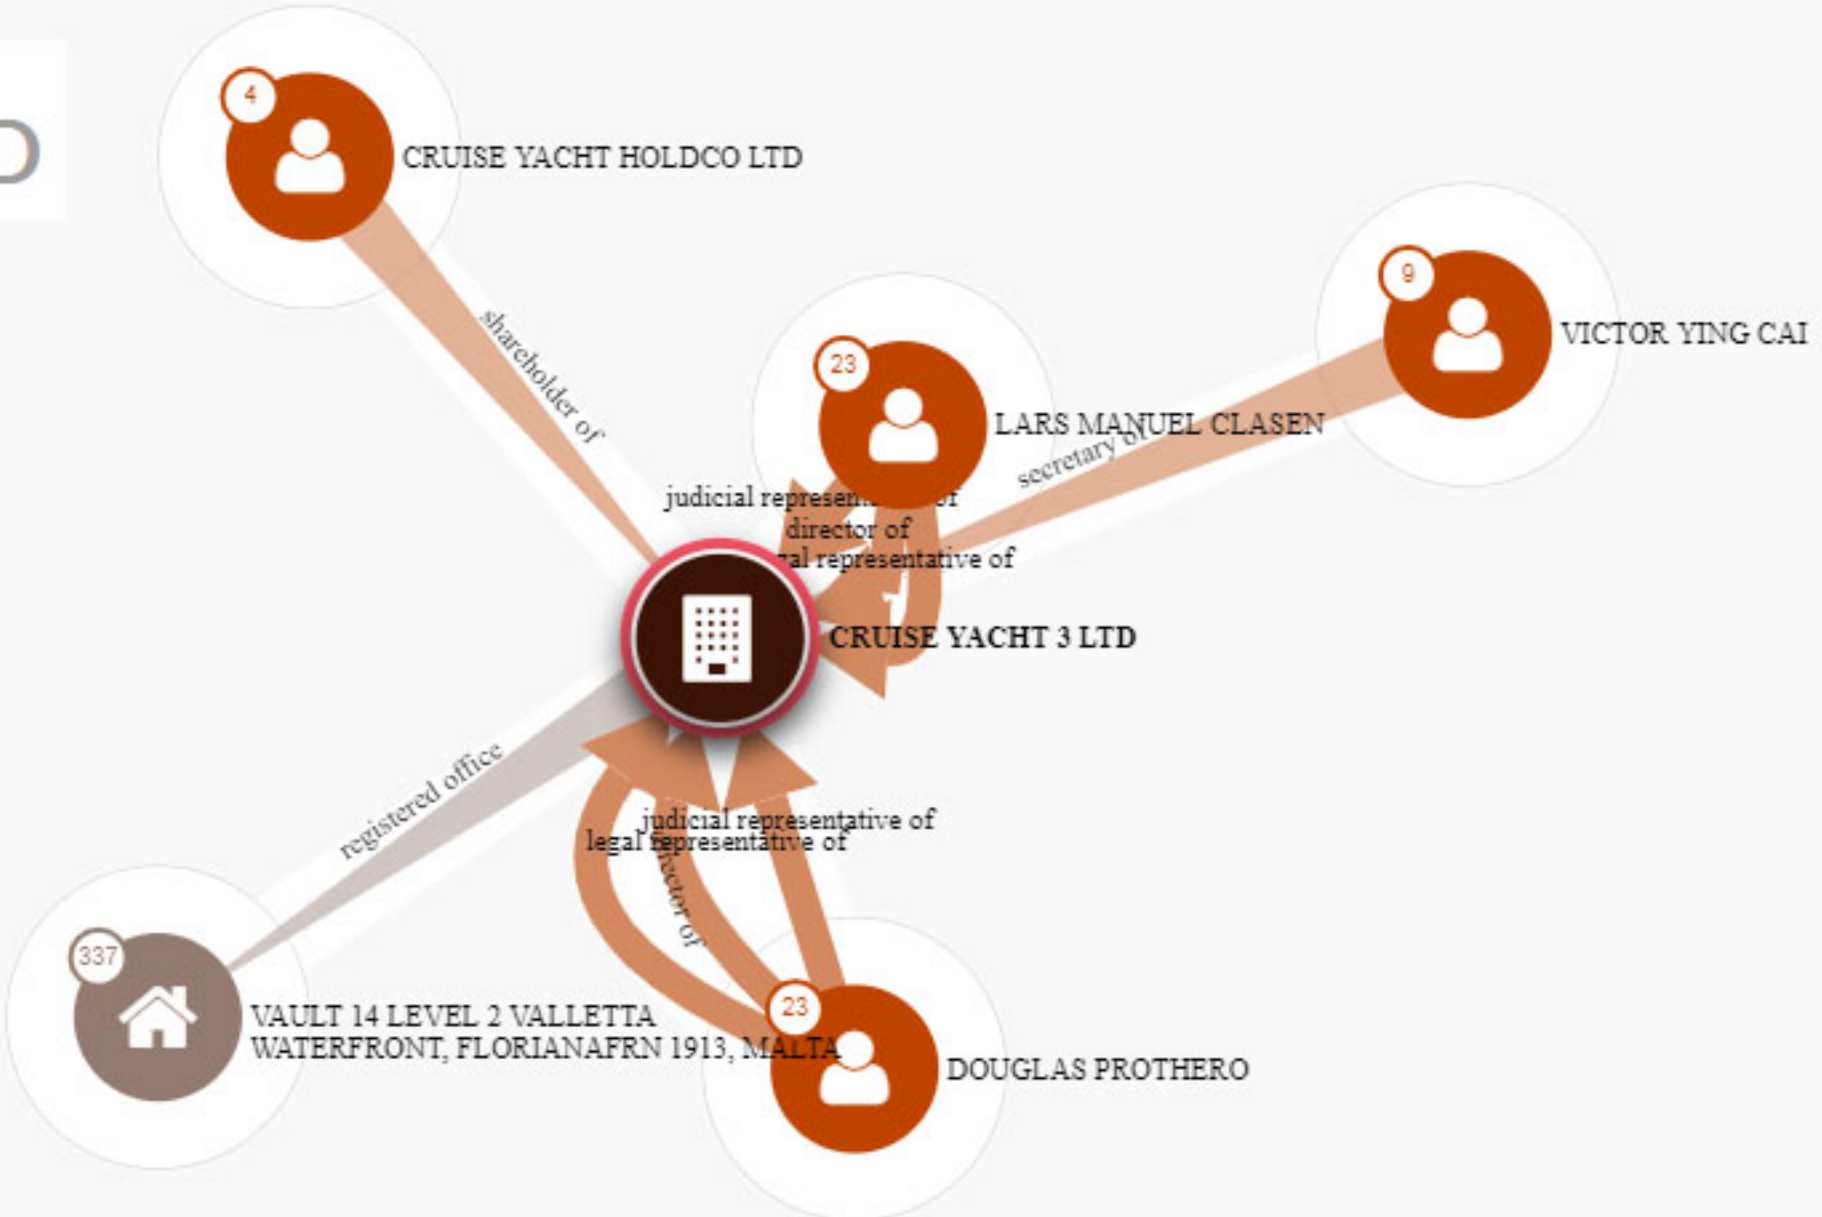 D
4
CRUISE YACHT HOLDCO LTD
9
VICTOR YING CAI
shareholder of
23
LARS MANUEL CLASEN
secretary of
judicial of
director of
representative of
CRUISE YACHT 3 LTD
registered office
judicial representative of
legal representative of
director of
337
VAULT 14 LEVEL 2 VALLETTA
WATERFRONT, FLORIANAFRN 1913, MALTA
23
DOUGLAS PROTHERO